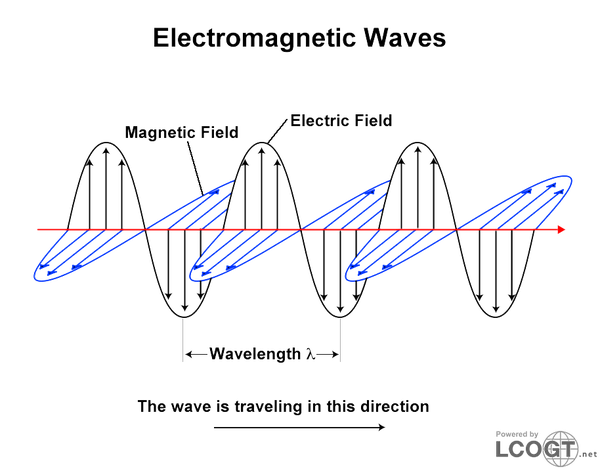 Electromagnetic Waves
Electric Field
Magnetic Field
Wavelength λ
The wave is traveling in this direction
Powered by
LCOGT.net